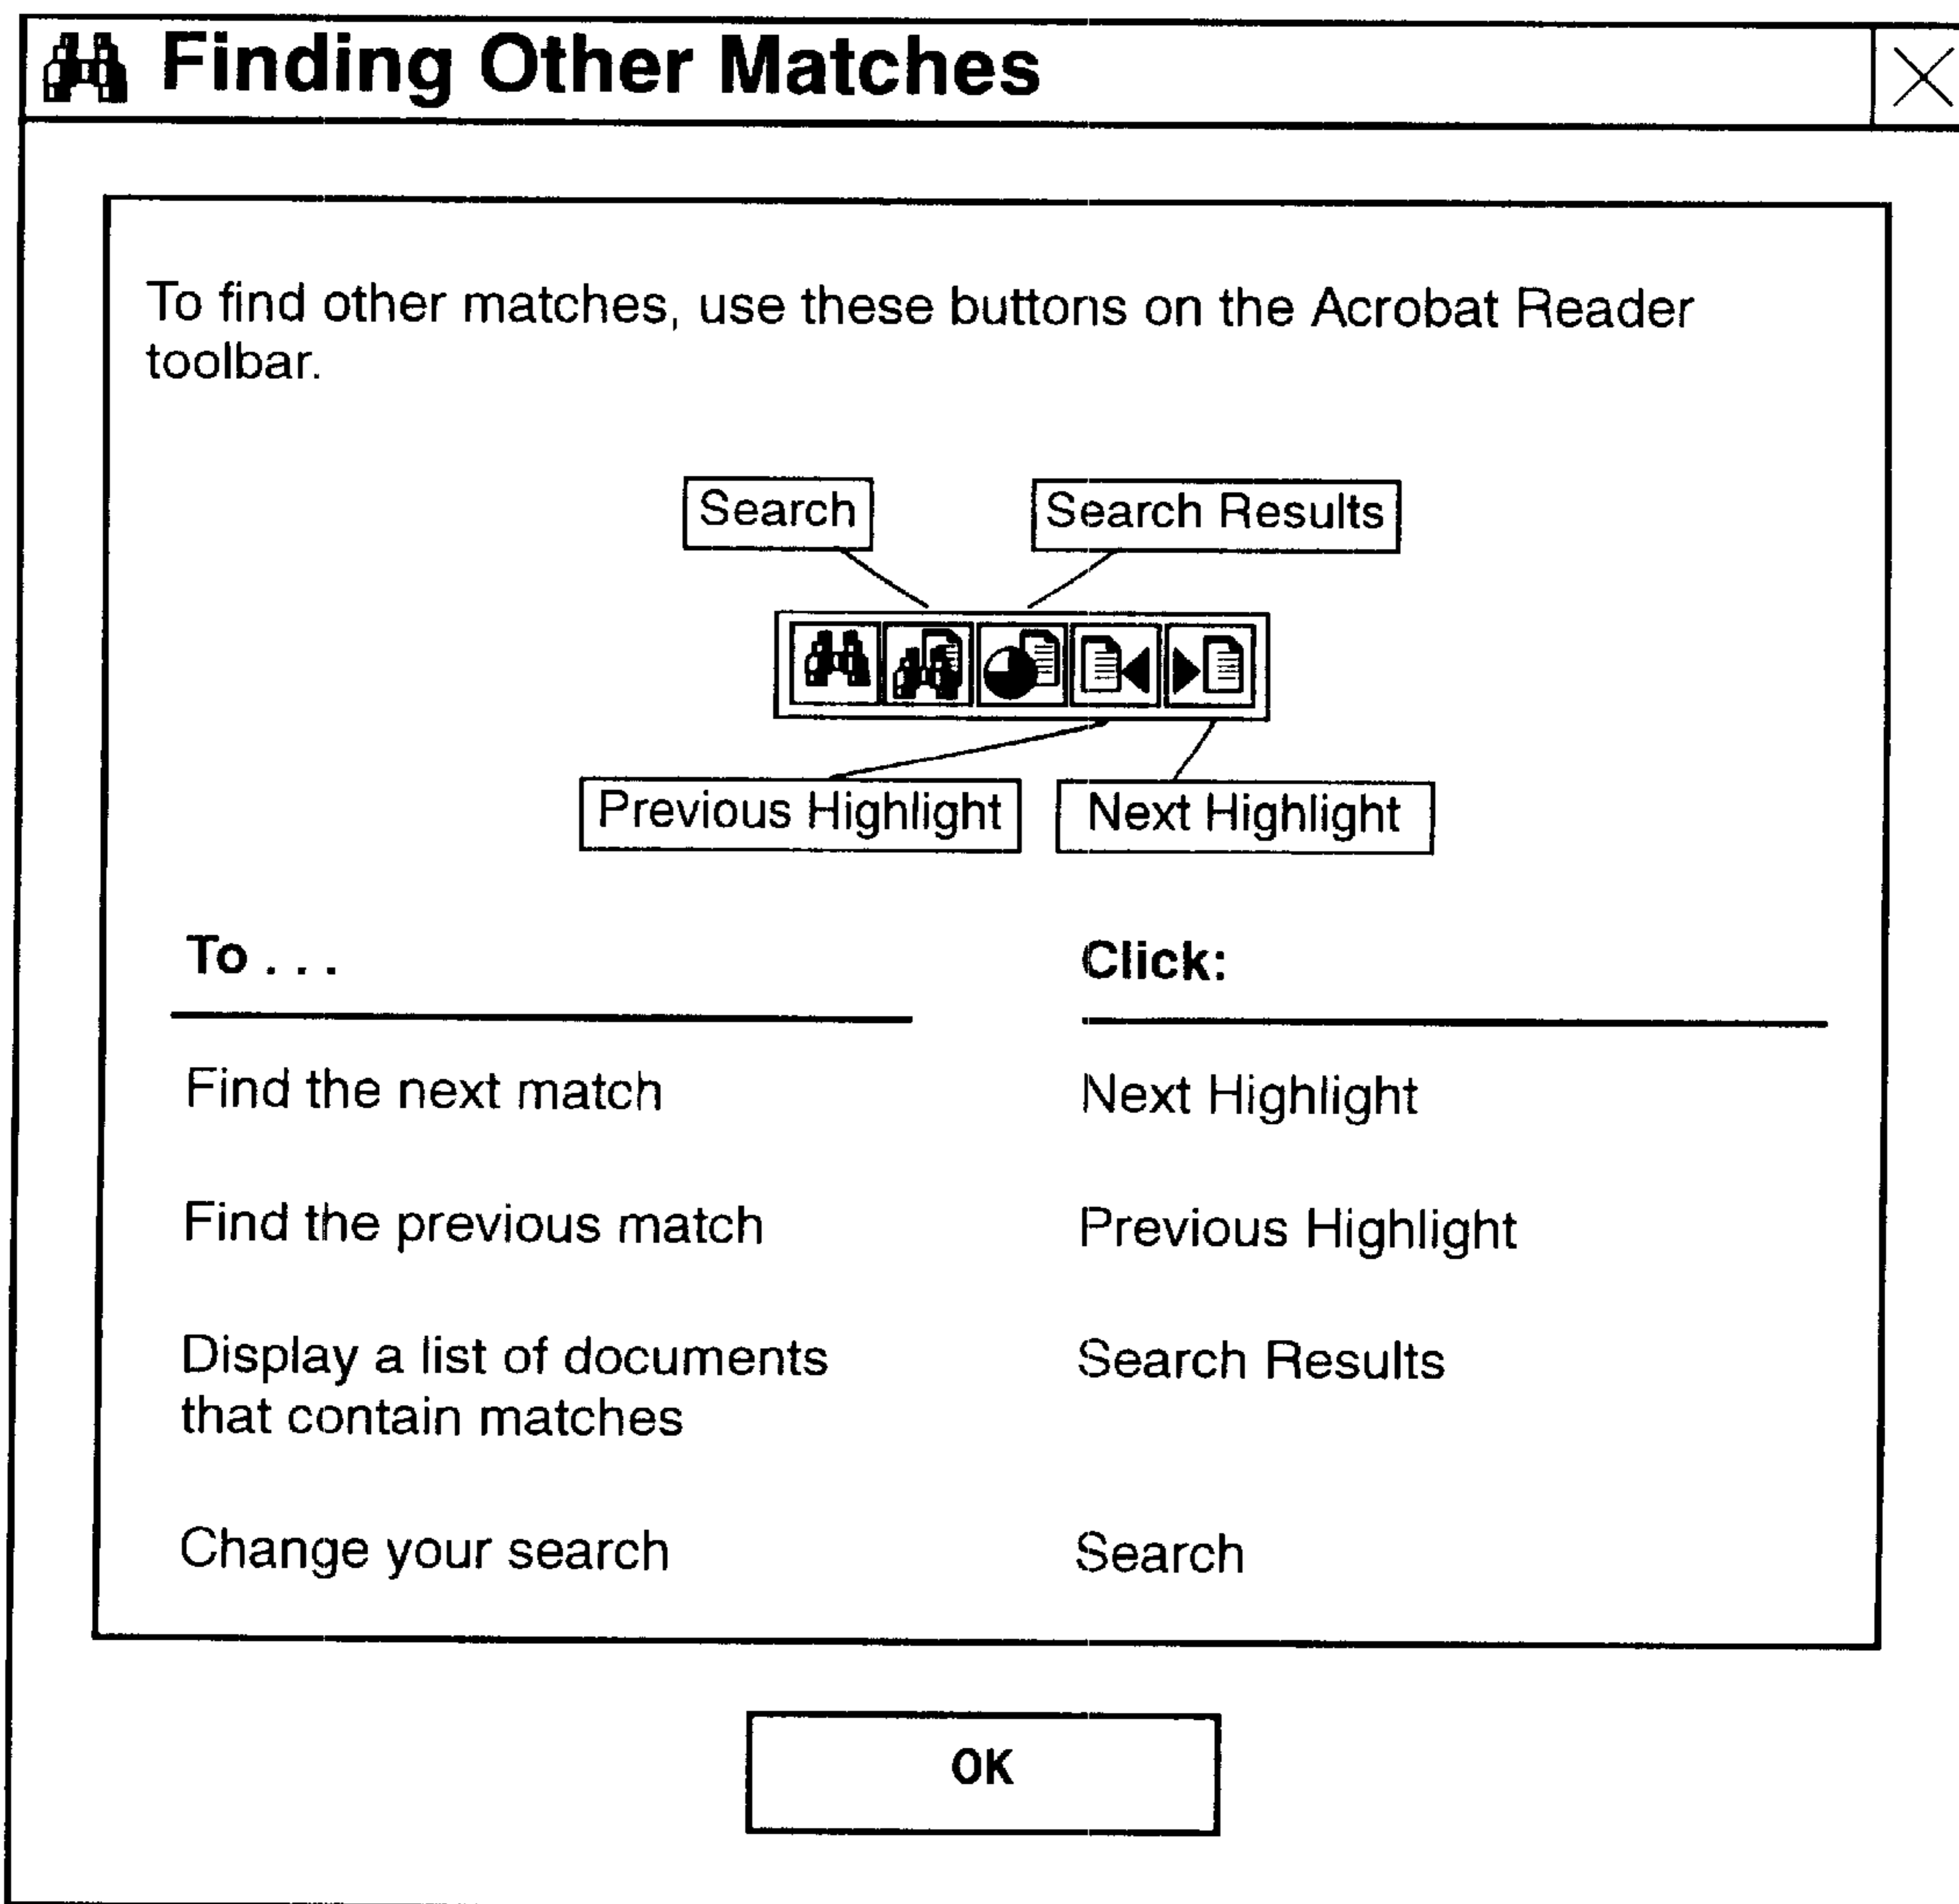 Finding Other Matches
To find other matches, use these buttons on the Acrobat Reader
toolbar.
Search
Search Results
Previous Highlight
Next Highlight
To . . .
Click:
Find the next match
Next Highlight
Find the previous match
Previous Highlight
Display a list of documents
that contain matches
Search Results
Change your search
Search
OK